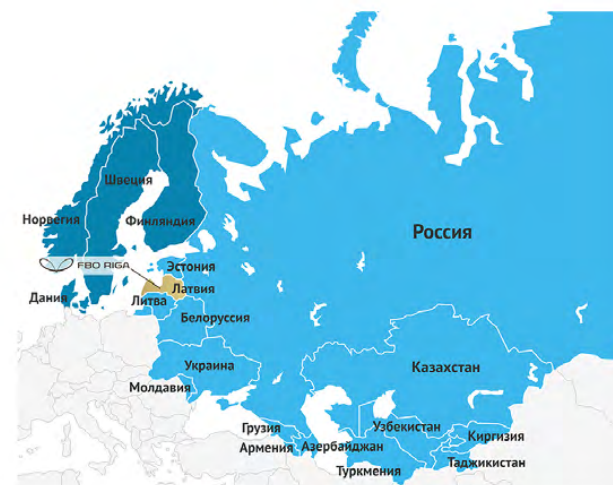 Швеция
Норвегия
Финляндия
Россия
FBO RIGA
Эстония
Дания
Латвия
Литва
Белоруссия
Украина
Казахстан
Молдавия
Грузия
Узбекистан
Киргизия
Армения
Азербайджан
Таджикистан
Туркмения